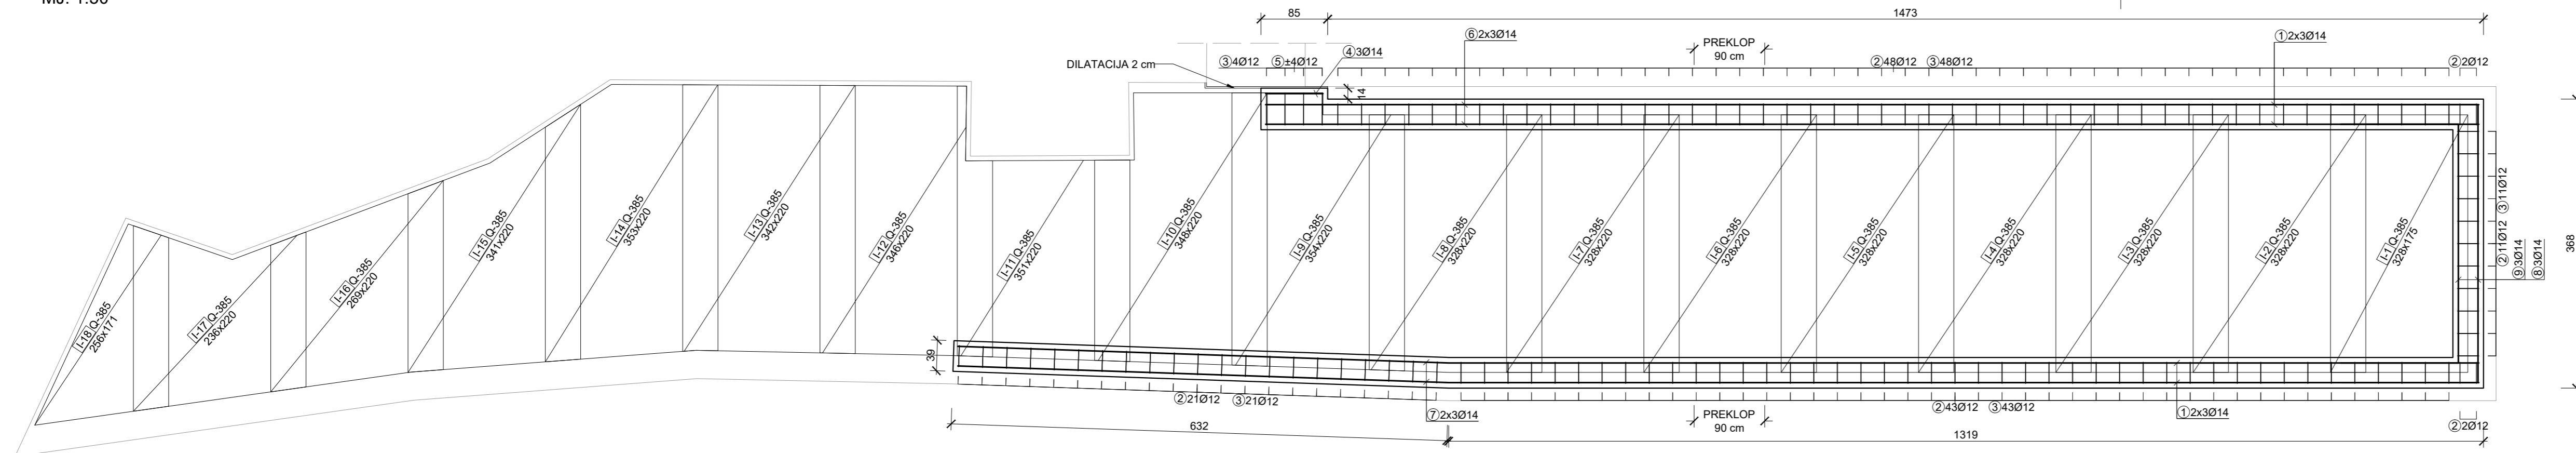 MJ. 1:50
85
1473
③4Ø12
⑤±4Ø12
④3Ø14
⑥2x3Ø14
PREKLOP
90 cm
②48Ø12
③48Ø12
①2x3Ø14
②2Ø12
DILATACIJA 2 cm
14
I-18 Q-385
256x171
I-17 Q-385
236x220
I-16 Q-385
269x220
I-15 Q-385
341x220
I-14 Q-385
353x220
I-13 Q-385
342x220
I-12 Q-385
346x220
I-11 Q-385
351x220
I-10 Q-385
348x220
I-9 Q-385
354x220
I-8 Q-385
328x220
I-7 Q-385
328x220
I-6 Q-385
328x220
I-5 Q-385
328x220
I-4 Q-385
328x220
I-3 Q-385
328x220
I-2 Q-385
328x220
I-1 Q-385
328x175
②11Ø12 ③11Ø12
⑨3Ø14
⑧3Ø14
368
39
②21Ø12
③21Ø12
⑦2x3Ø14
PREKLOP
90 cm
②43Ø12
③43Ø12
①2x3Ø14
②2Ø12
632
1319